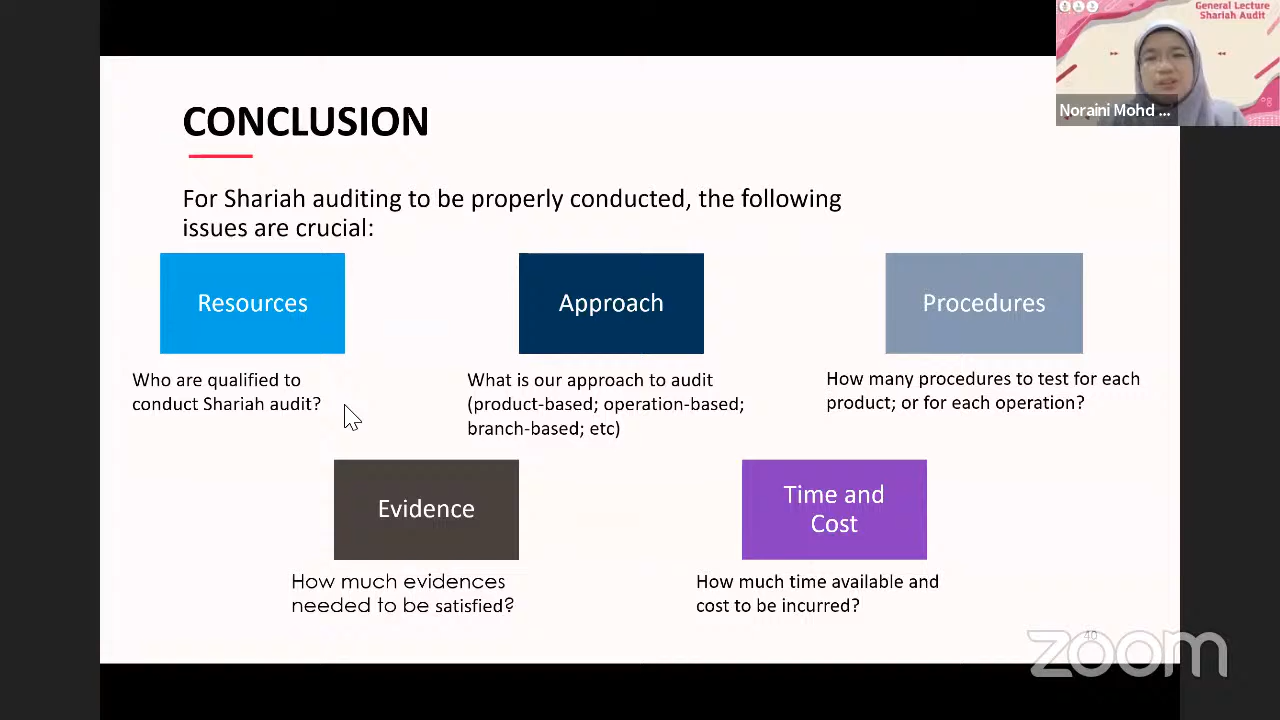 General Lecture
Shariah Audit
Noraini Mohd ...
CONCLUSION
For Shariah auditing to be properly conducted, the following
issues are crucial:
Resources
Approach
Procedures
Who are qualified to
conduct Shariah audit?
What is our approach to audit
(product-based; operation-based;
branch-based; etc)
How many procedures to test for each
product; or for each operation?
Evidence
Time and
Cost
How much evidences
needed to be satisfied?
How much time available and
cost to be incurred?
40
zoom